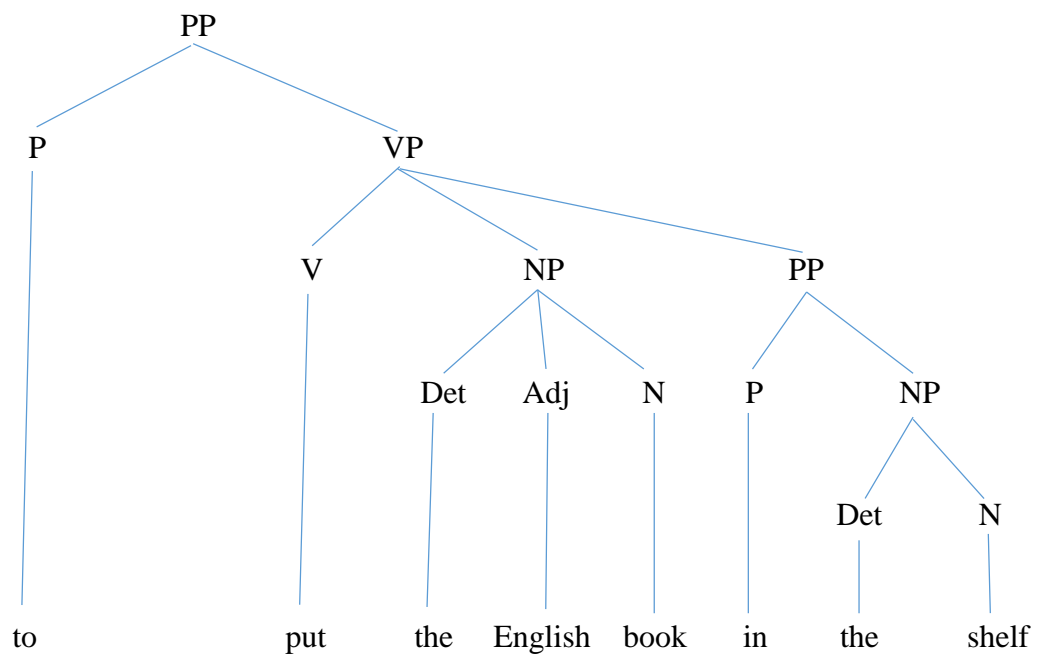 PP
P VP
V NP PP
Det Adj N P NP
Det N
to put the English book in the shelf